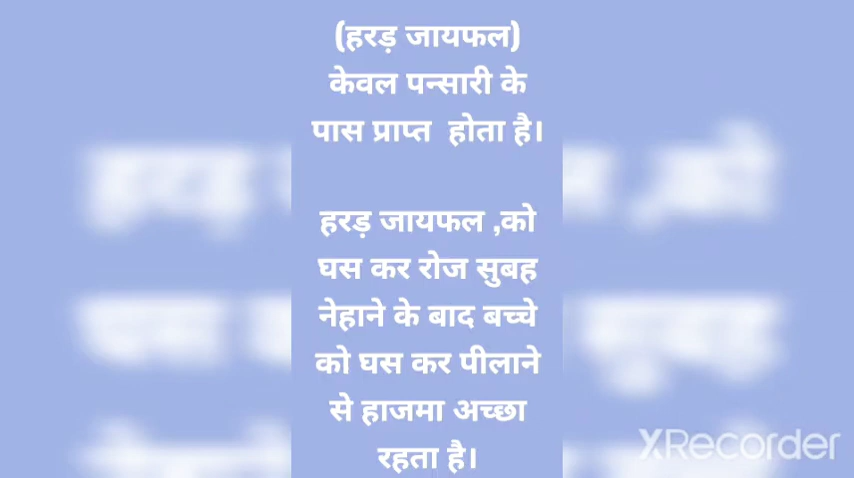 (हरड़ जायफल)
केवल पन्सारी के
पास प्राप्त  होता है।
हरड़ जायफल ,को
घस कर रोज सुबह
नेहाने के बाद बच्चे
को घस कर पीलाने
से हाजमा अच्छा
रहता है।
XRecorder